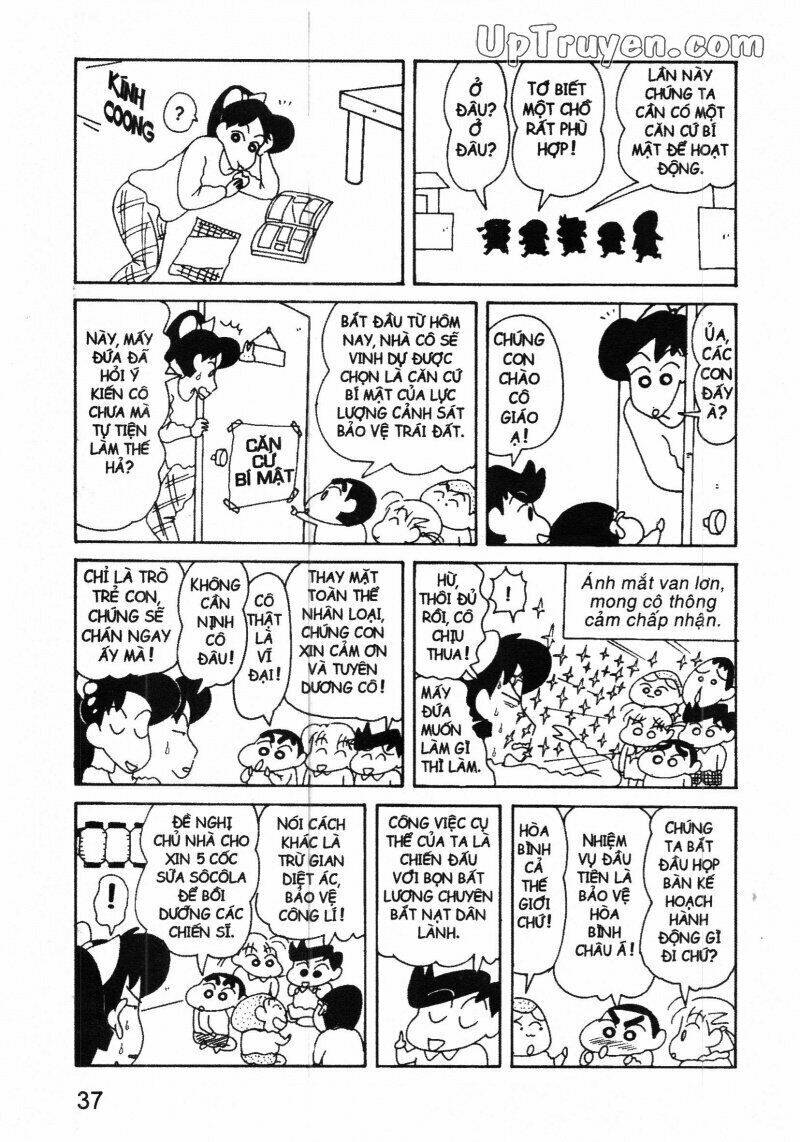 UpTruyen.com
LẦN NÀY
CHÚNG TA
CẦN CÓ MỘT
CĂN CỨ BÍ
MẬT ĐỂ HOẠT
ĐỘNG.
TỚ BIẾT
MỘT CHỖ
RẤT PHÙ
HỢP!
Ở
ĐÂU?
Ở
ĐÂU?
KÍNH
COONG
?
ỦA,
CÁC
CON
ĐẤY
À?
CHÚNG
CON
CHÀO
CÔ
GIÁO
Ạ!
BẮT ĐẦU TỪ HÔM
NAY, NHÀ CÔ SẼ
VINH DỰ ĐƯỢC
CHỌN LÀ CĂN CỨ
BÍ MẬT CỦA LỰC
LƯỢNG CẢNH SÁT
BẢO VỆ TRÁI ĐẤT.
CĂN
CỨ
BÍ MẬT
NÀY, MẤY
ĐỨA ĐÃ
HỎI Ý
KIẾN CÔ
CHƯA MÀ
TỰ TIỆN
LÀM THẾ
HẢ?
Ánh mắt van lơn,
mong cô thông
cảm chấp nhận.
!
HỪ,
THÔI ĐỦ
RỒI, CÔ
CHỊU
THUA!
MẤY
ĐỨA
MUỐN
LÀM GÌ
THÌ LÀM.
THAY MẶT
TOÀN THỂ
NHÂN LOẠI,
CHÚNG CON
XIN CẢM ƠN
VÀ TUYÊN
DƯƠNG CÔ!
CÔ
THẬT
LÀ
VĨ
ĐẠI!
KHÔNG
CẦN
NỊNH
CÔ
ĐÂU!
CHỈ LÀ TRÒ
TRẺ CON,
CHÚNG SẼ
CHÁN NGAY
ẤY MÀ!
CHÚNG
TA BẮT
ĐẦU HỌP
BÀN KẾ
HOẠCH
HÀNH
ĐỘNG GÌ
ĐI CHỨ?
NHIỆM
VỤ ĐẦU
TIÊN LÀ
BẢO VỆ
HÒA
BÌNH
CHÂU Á!
HÒA
BÌNH
CẢ
THẾ
GIỚI
CHỨ!
CÔNG VIỆC CỤ
THỂ CỦA TA LÀ
CHIẾN ĐẤU
VỚI BỌN BẤT
LƯƠNG CHUYÊN
BẮT NẠT DÂN
LÀNH.
NÓI CÁCH
KHÁC LÀ
TRỪ GIAN
DIỆT ÁC,
BẢO VỆ
CÔNG LÍ!
ĐỀ NGHỊ
CHỦ NHÀ CHO
XIN 5 CỐC
SỮA SÔCÔLA
ĐỂ BỒI
DƯỠNG CÁC
CHIẾN SĨ.
!
37